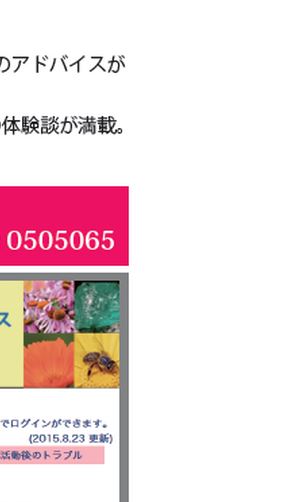 のアドバイスが
体験談が満載。
0505065
ス
でログインができます。
(2015.8.23 更新)
活動後のトラブル